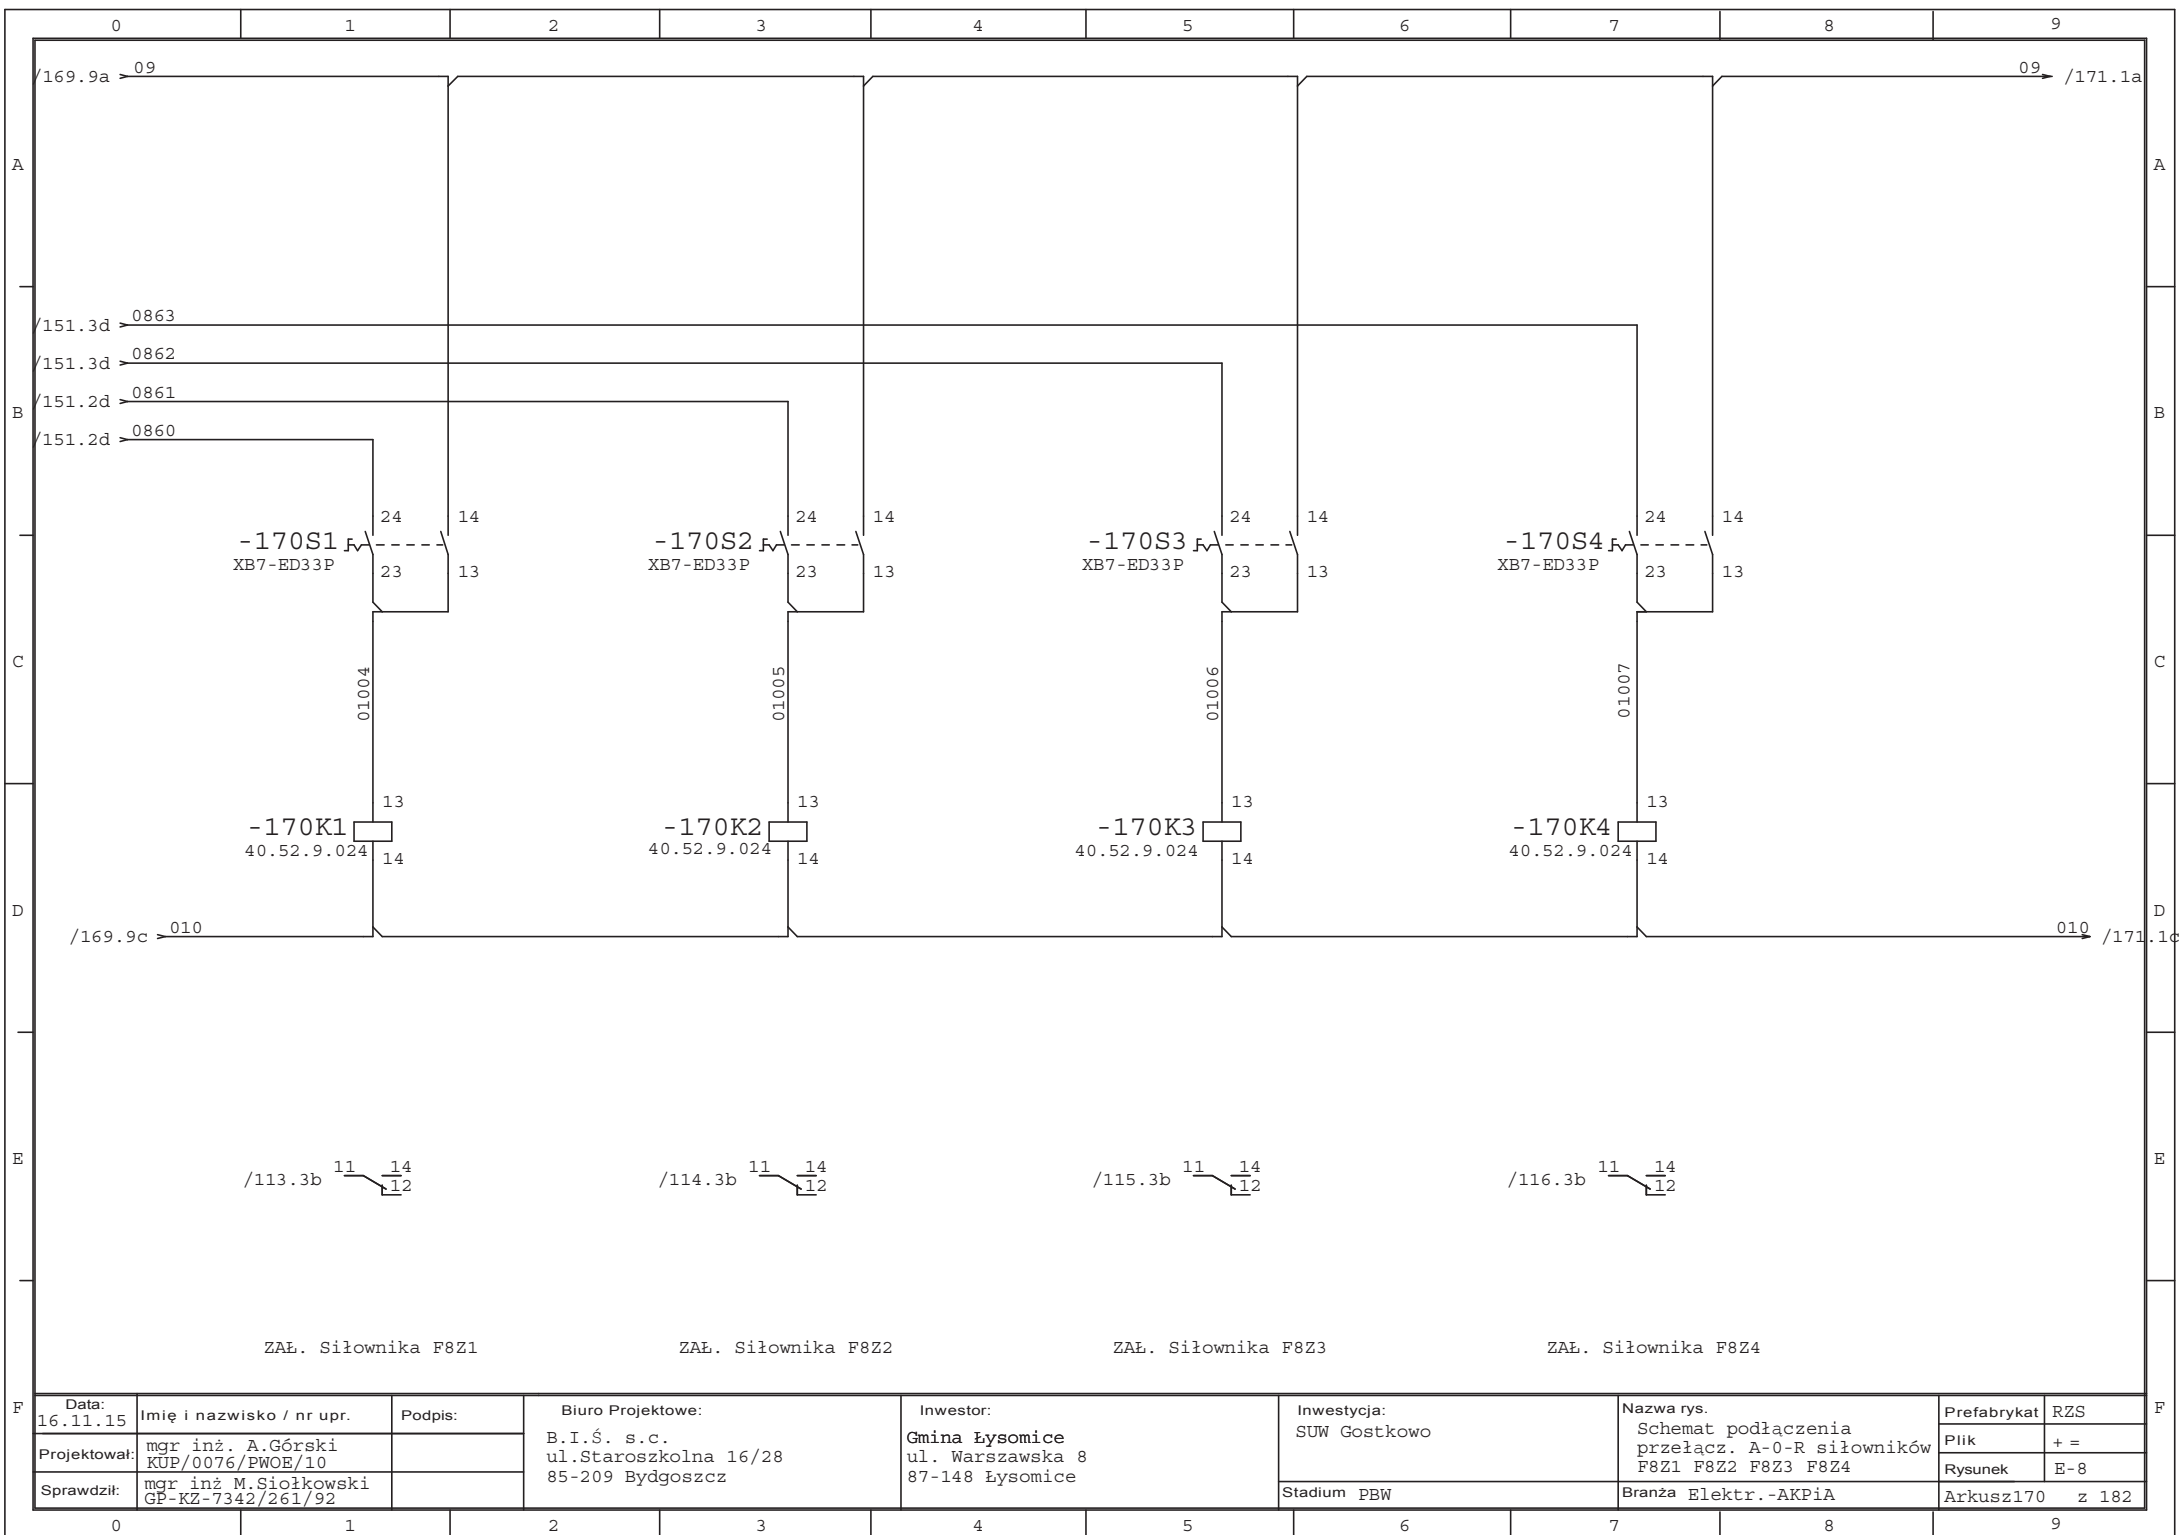 0 1 2 3 4 5 6 7 8 9
/169.9a 09 09 /171.1a
A A
/151.3d 0863
/151.3d 0862
/151.2d 0861
/151.2d 0860
B B
24 14 24 14 24 14 24 14
-170S1 -170S2 -170S3 -170S4
XB7-ED33P XB7-ED33P XB7-ED33P XB7-ED33P
23 13 23 13 23 13 23 13
C C
01004 01005 01006 01007
13 13 13 13
-170K1 -170K2 -170K3 -170K4
40.52.9.024 40.52.9.024 40.52.9.024 40.52.9.024
14 14 14 14
D D
/169.9c 010 010 /171.1c
E E
/113.3b 11 14 /114.3b 11 14 /115.3b 11 14 /116.3b 11 14
12 12 12 12
ZAŁ. Siłownika F8Z1 ZAŁ. Siłownika F8Z2 ZAŁ. Siłownika F8Z3 ZAŁ. Siłownika F8Z4
F F
Data:
16.11.15
Imię i nazwisko / nr upr.
Podpis:
Projektował:
mgr inż. A.Górski
KUP/0076/PWOE/10
Sprawdził:
mgr inż M.Siołkowski
GP-KZ-7342/261/92
Biuro Projektowe:
B.I.Ś. s.c.
ul.Staroszkolna 16/28
85-209 Bydgoszcz
Inwestor:
Gmina Łysomice
ul. Warszawska 8
87-148 Łysomice
Inwestycja:
SUW Gostkowo
Stadium PBW
Nazwa rys.
Schemat podłączenia
przełącz. A-0-R siłowników
F8Z1 F8Z2 F8Z3 F8Z4
Branża Elektr.-AKPiA
Prefabrykat RZS
Plik + =
Rysunek E-8
Arkusz170 z 182
0 1 2 3 4 5 6 7 8 9